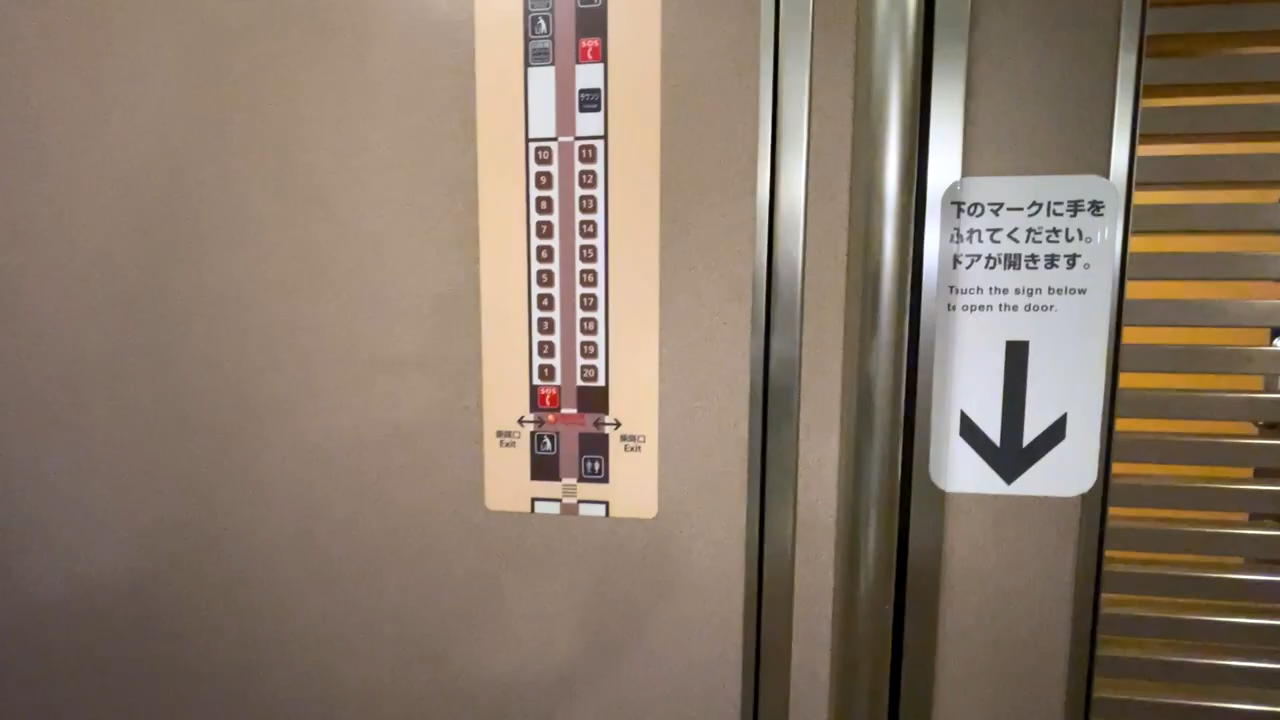 SOS
ラウンジ
10 11
9 12
8 13
7 14
6 15
5 16
4 17
3 18
2 19
1 20
SOS
Exit
Exit
下のマークに手を
ふれてください。
ドアが開きます。
Touch the sign below
to open the door.